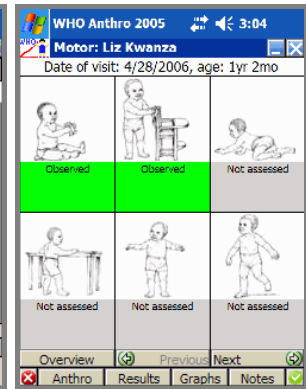 WHO Anthro 2005 3:04
WHO Motor: Liz Kwanza
Date of visit: 4/28/2006, age: 1yr 2mo
Observed Observed Not assessed
Not assessed Not assessed Not assessed
Overview Previous Next
Anthro Results Graphs Notes